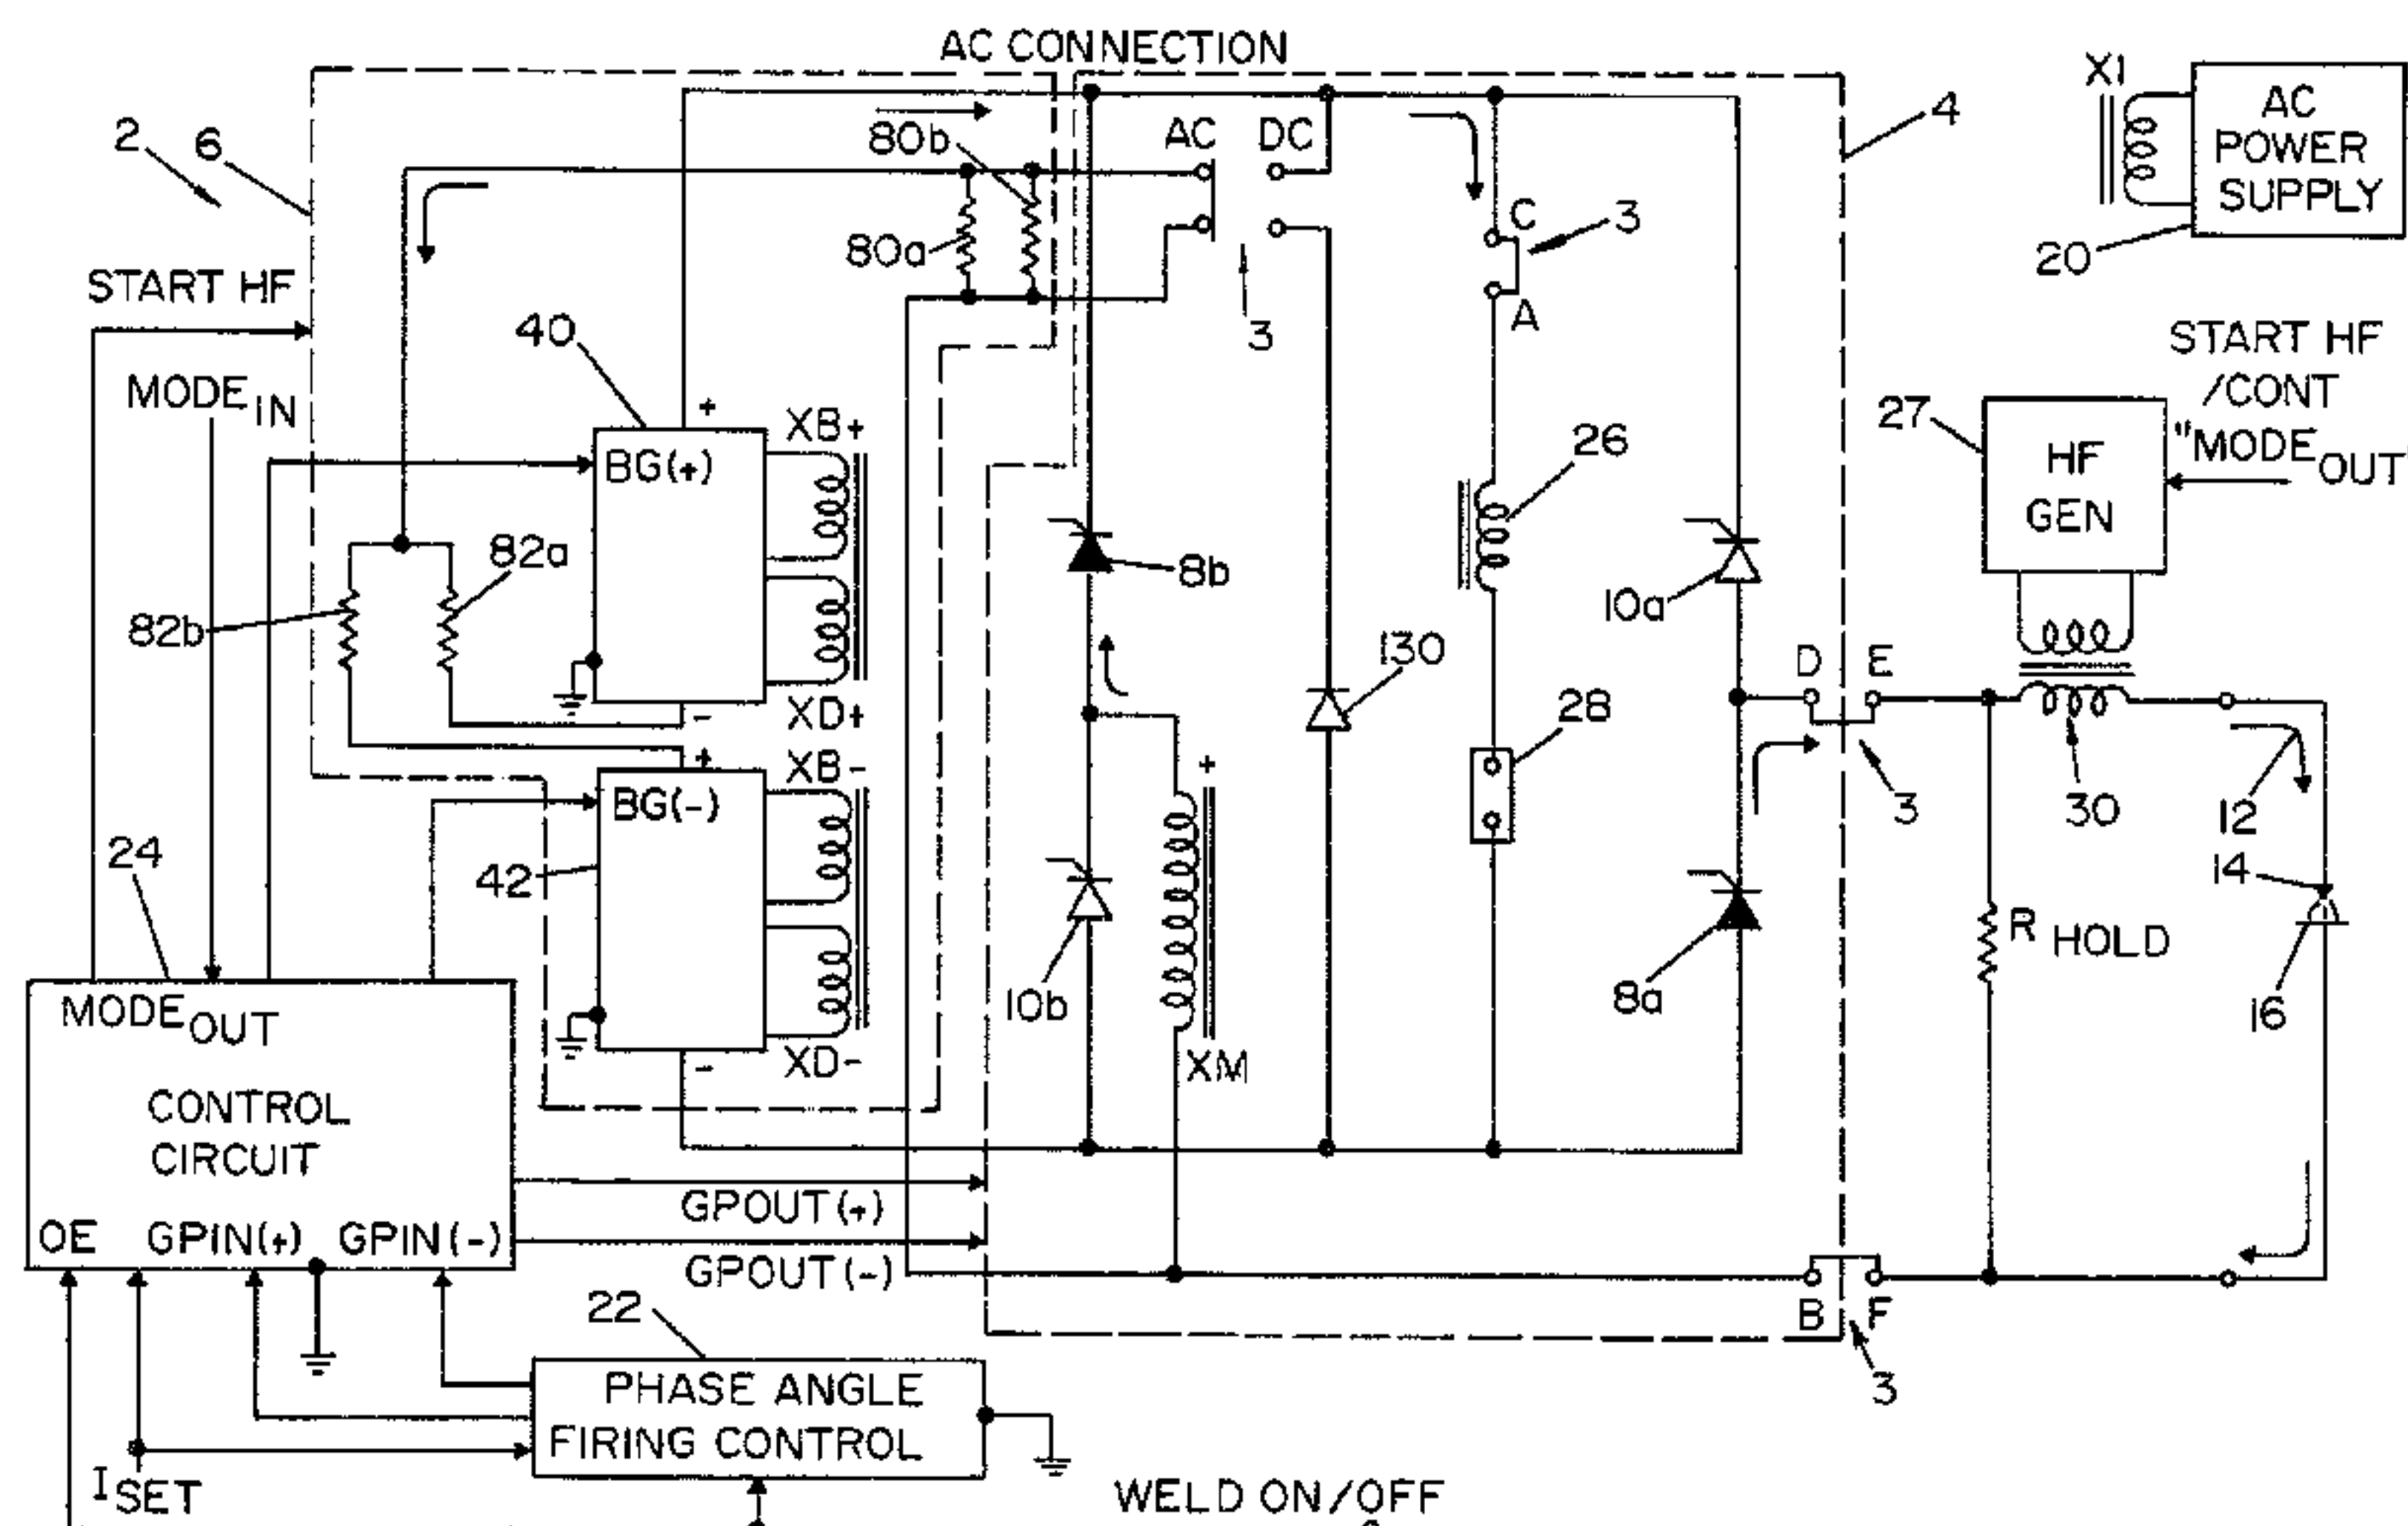 AC CONNECTION
X1
AC
POWER
SUPPLY
4
2
6
80b
AC
DC
C
3
80a
20
START HF
40
3
A
START HF
/CONT
"MODE OUT
MODE IN
+
XB+
26
27
HF
GEN
BG(+)
82a
8b
10a
82b
130
D
E
-
XD+
28
+
XB-
+
BG(-)
3
30
12
24
42
14
R HOLD
10b
8a
16
MODE OUT
-
XD-
XM
CONTROL
CIRCUIT
GPOUT(+)
OE
GPIN(+)
GPIN(-)
GPOUT(-)
22
B
F
PHASE ANGLE
FIRING CONTROL
3
I SET
WELD ON/OFF